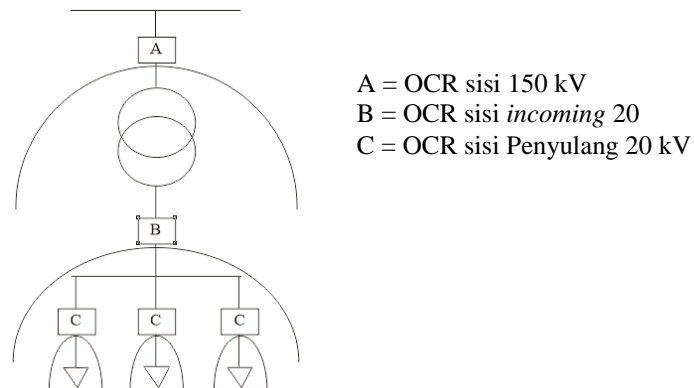 A
A = OCR sisi 150 kV
B = OCR sisi incoming 20
C = OCR sisi Penyulang 20 kV
B
C C C